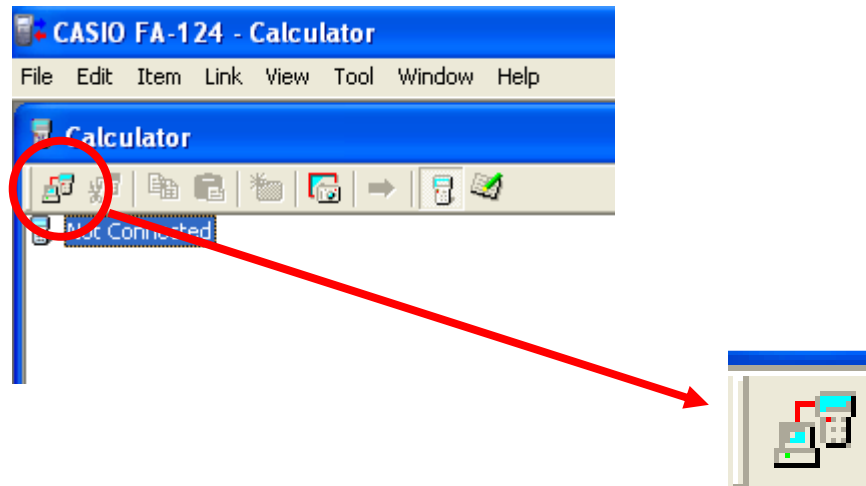 CASIO FA-124 - Calculator
File Edit Item Link View Tool Window Help
Calculator
Not Connected